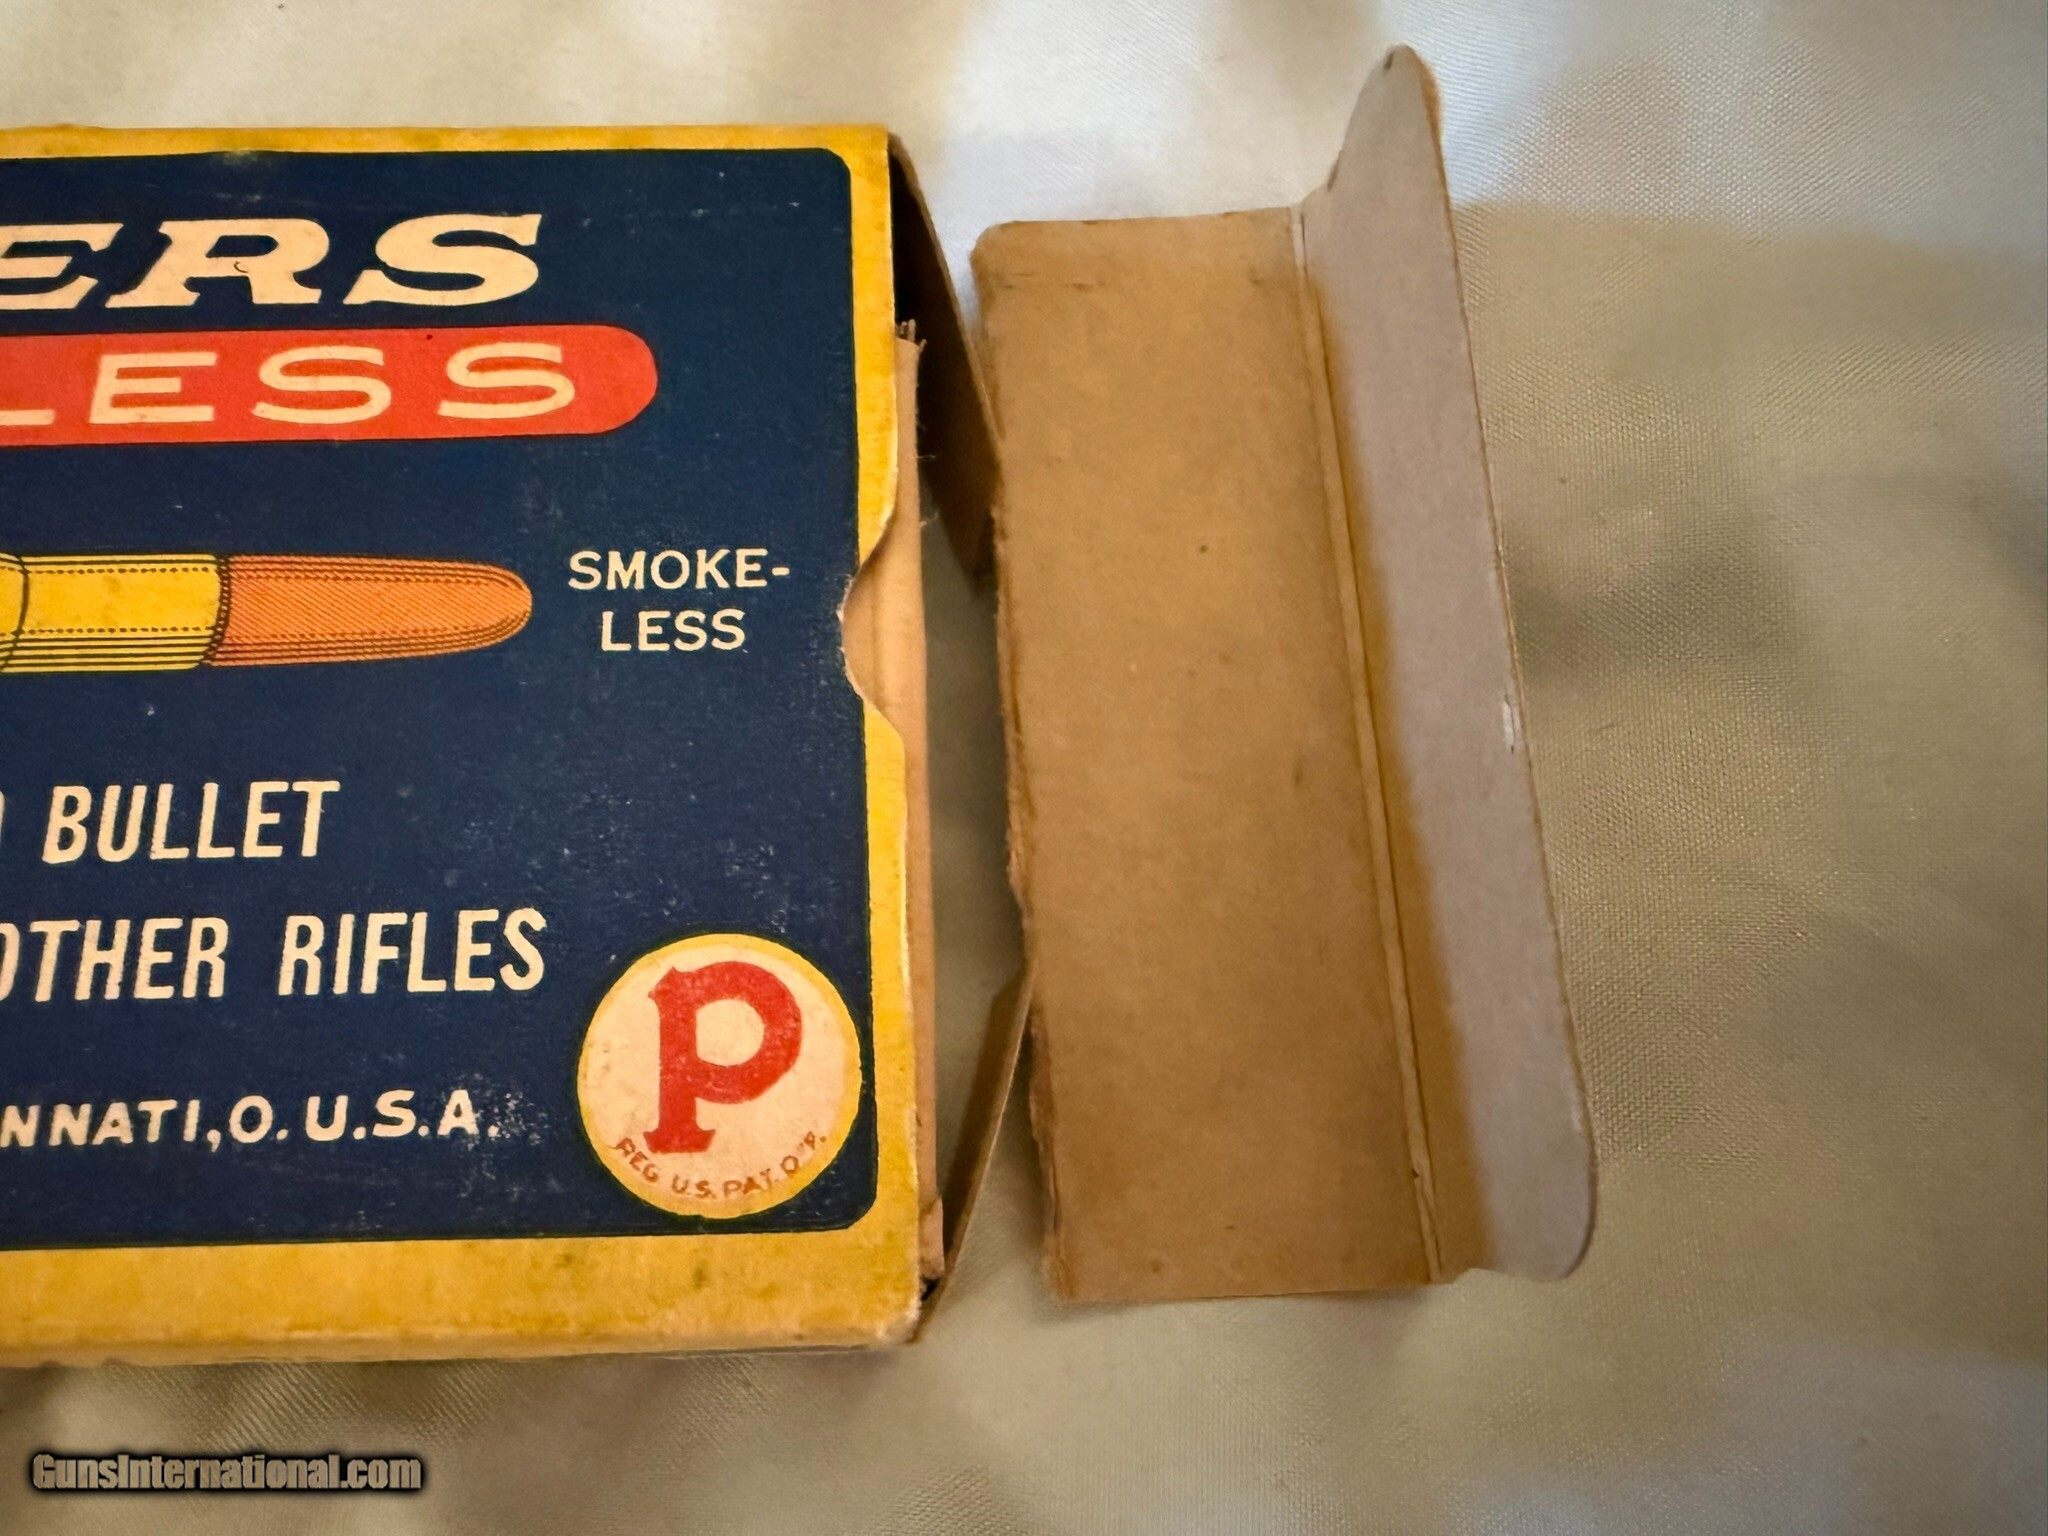 ERS
LESS
SMOKE-
LESS
BULLET
OTHER RIFLES
NNATI, O. U.S.A.
P
REG U.S. PAT. OFF.
GunsInternational.com